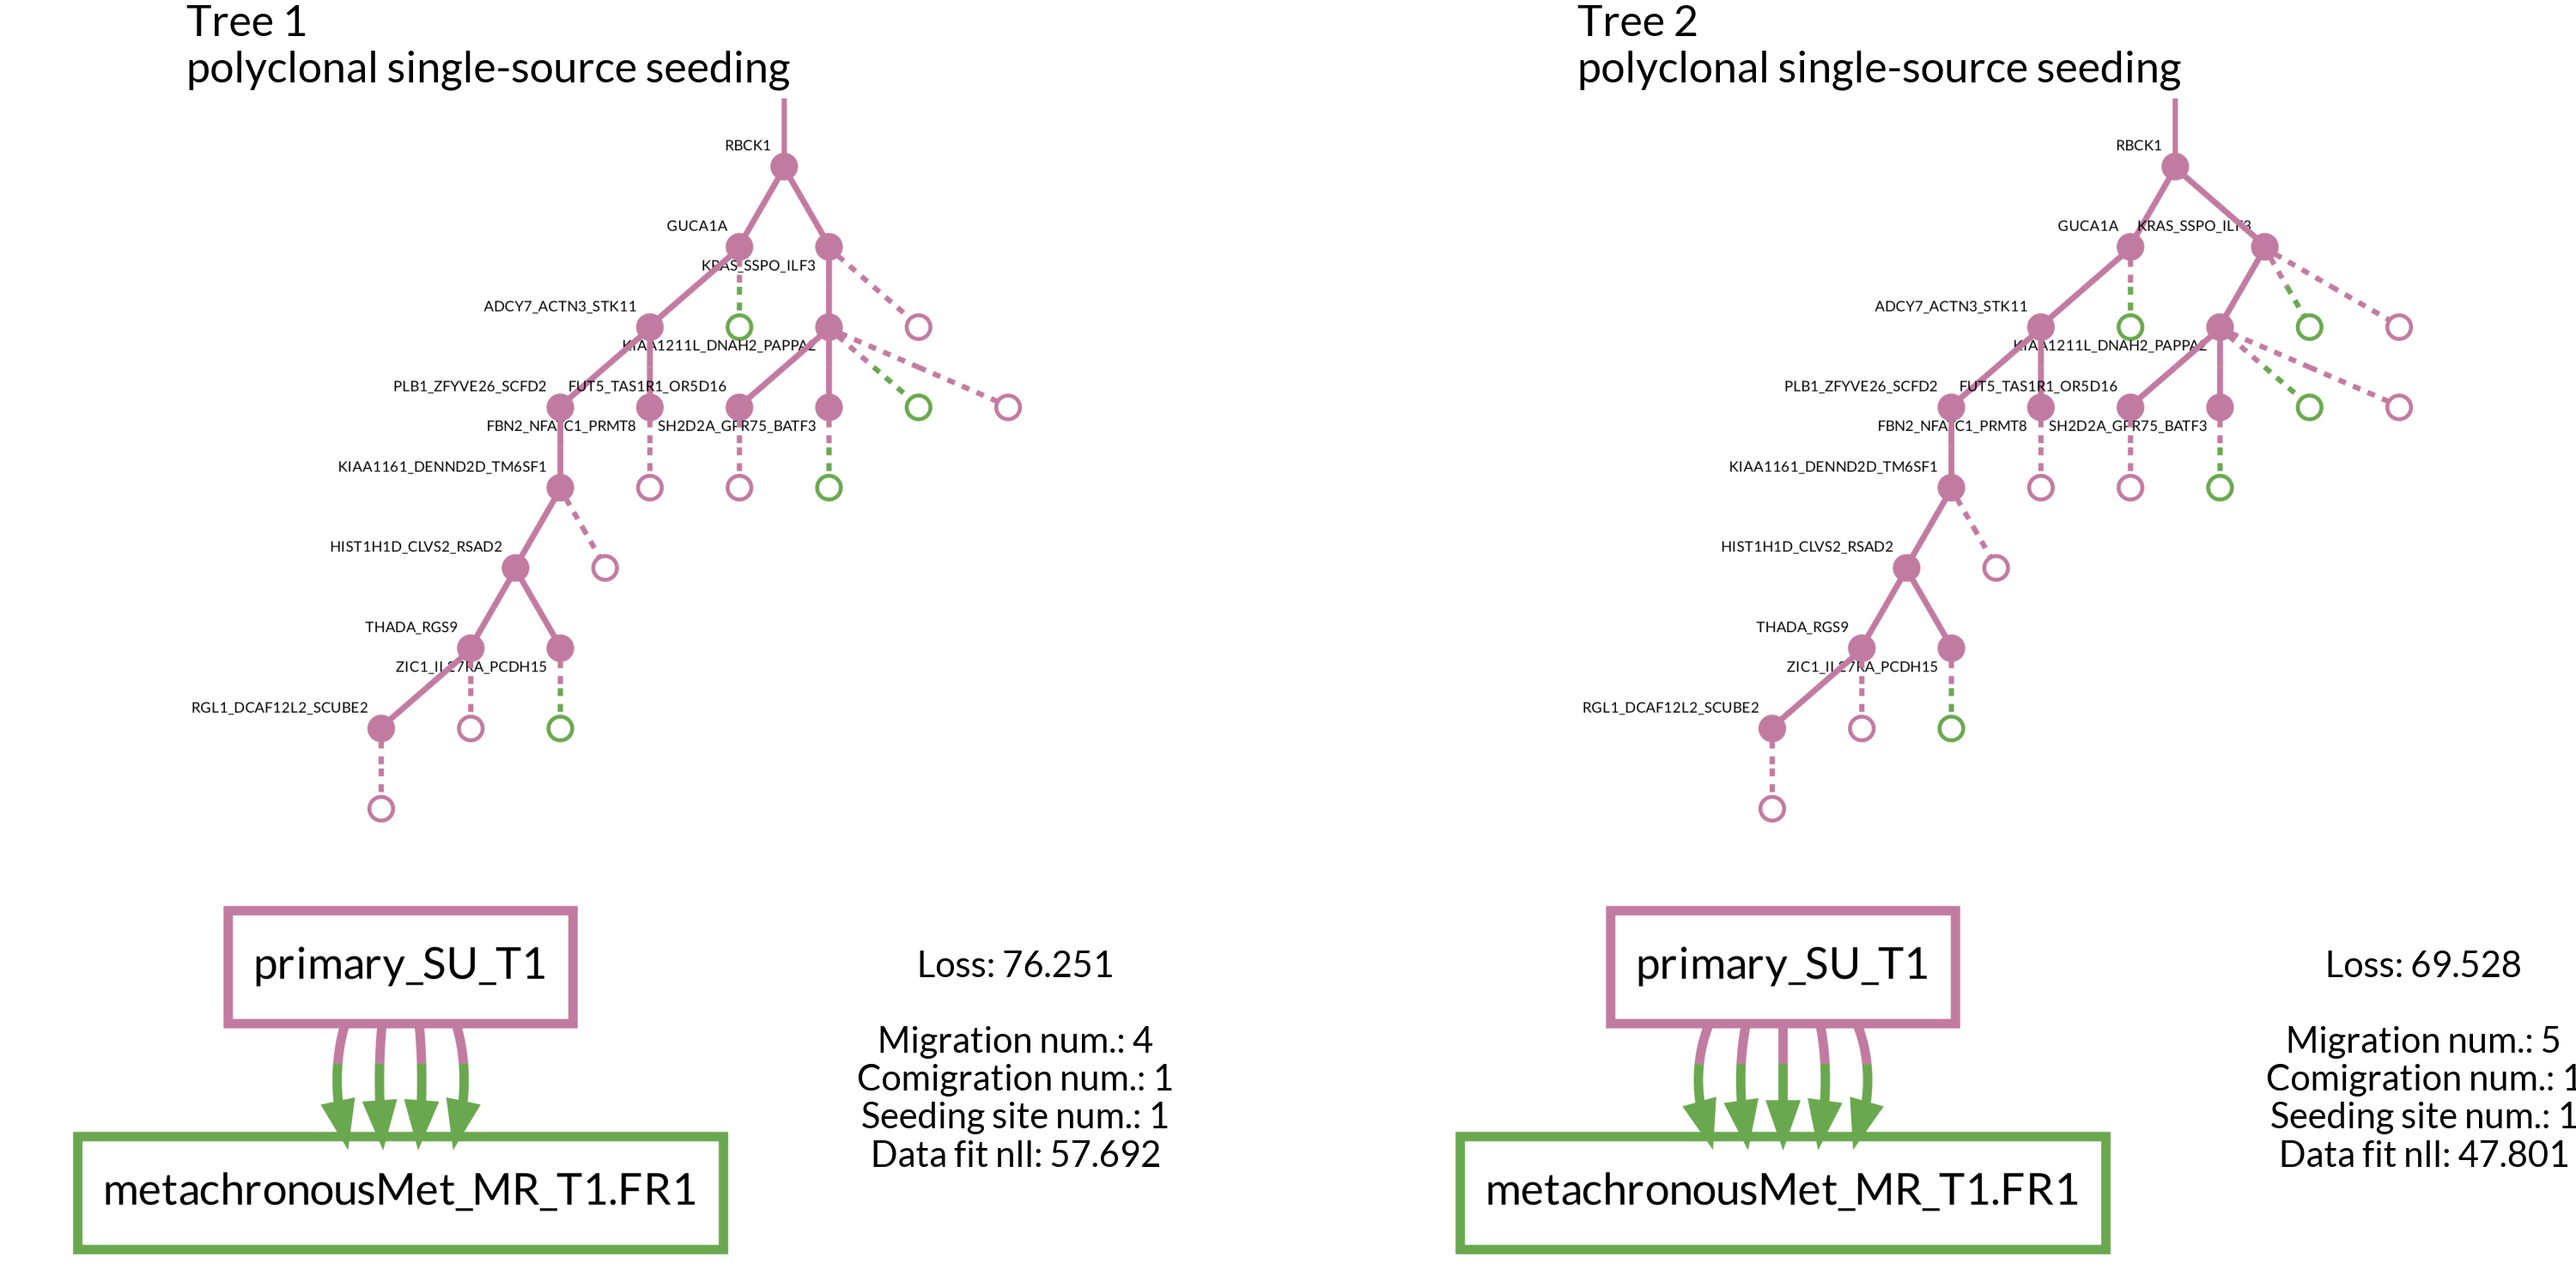 Tree 1
polyclonal single-source seeding
RBCK1
GUCA1A
KRAS_SSPO_ILF3
ADCY7_ACTN3_STK11
KIAA1211L_DNAH2_PAPPA2
PLB1_ZFYVE26_SCFD2
FUT5_TAS1R1_OR5D16
FBN2_NFATC1_PRMT8
SH2D2A_GPR75_BATF3
KIAA1161_DENND2D_TM6SF1
HIST1H1D_CLVS2_RSAD2
THADA_RGS9
ZIC1_IL27RA_PCDH15
RGL1_DCAF12L2_SCUBE2
primary_SU_T1
metachronousMet_MR_T1.FR1
Loss: 76.251
Migration num.: 4
Comigration num.: 1
Seeding site num.: 1
Data fit nll: 57.692
Tree 2
polyclonal single-source seeding
RBCK1
GUCA1A
KRAS_SSPO_ILF3
ADCY7_ACTN3_STK11
KIAA1211L_DNAH2_PAPPA2
PLB1_ZFYVE26_SCFD2
FUT5_TAS1R1_OR5D16
FBN2_NFATC1_PRMT8
SH2D2A_GPR75_BATF3
KIAA1161_DENND2D_TM6SF1
HIST1H1D_CLVS2_RSAD2
THADA_RGS9
ZIC1_IL27RA_PCDH15
RGL1_DCAF12L2_SCUBE2
primary_SU_T1
metachronousMet_MR_T1.FR1
Loss: 69.528
Migration num.: 5
Comigration num.: 1
Seeding site num.: 1
Data fit nll: 47.801